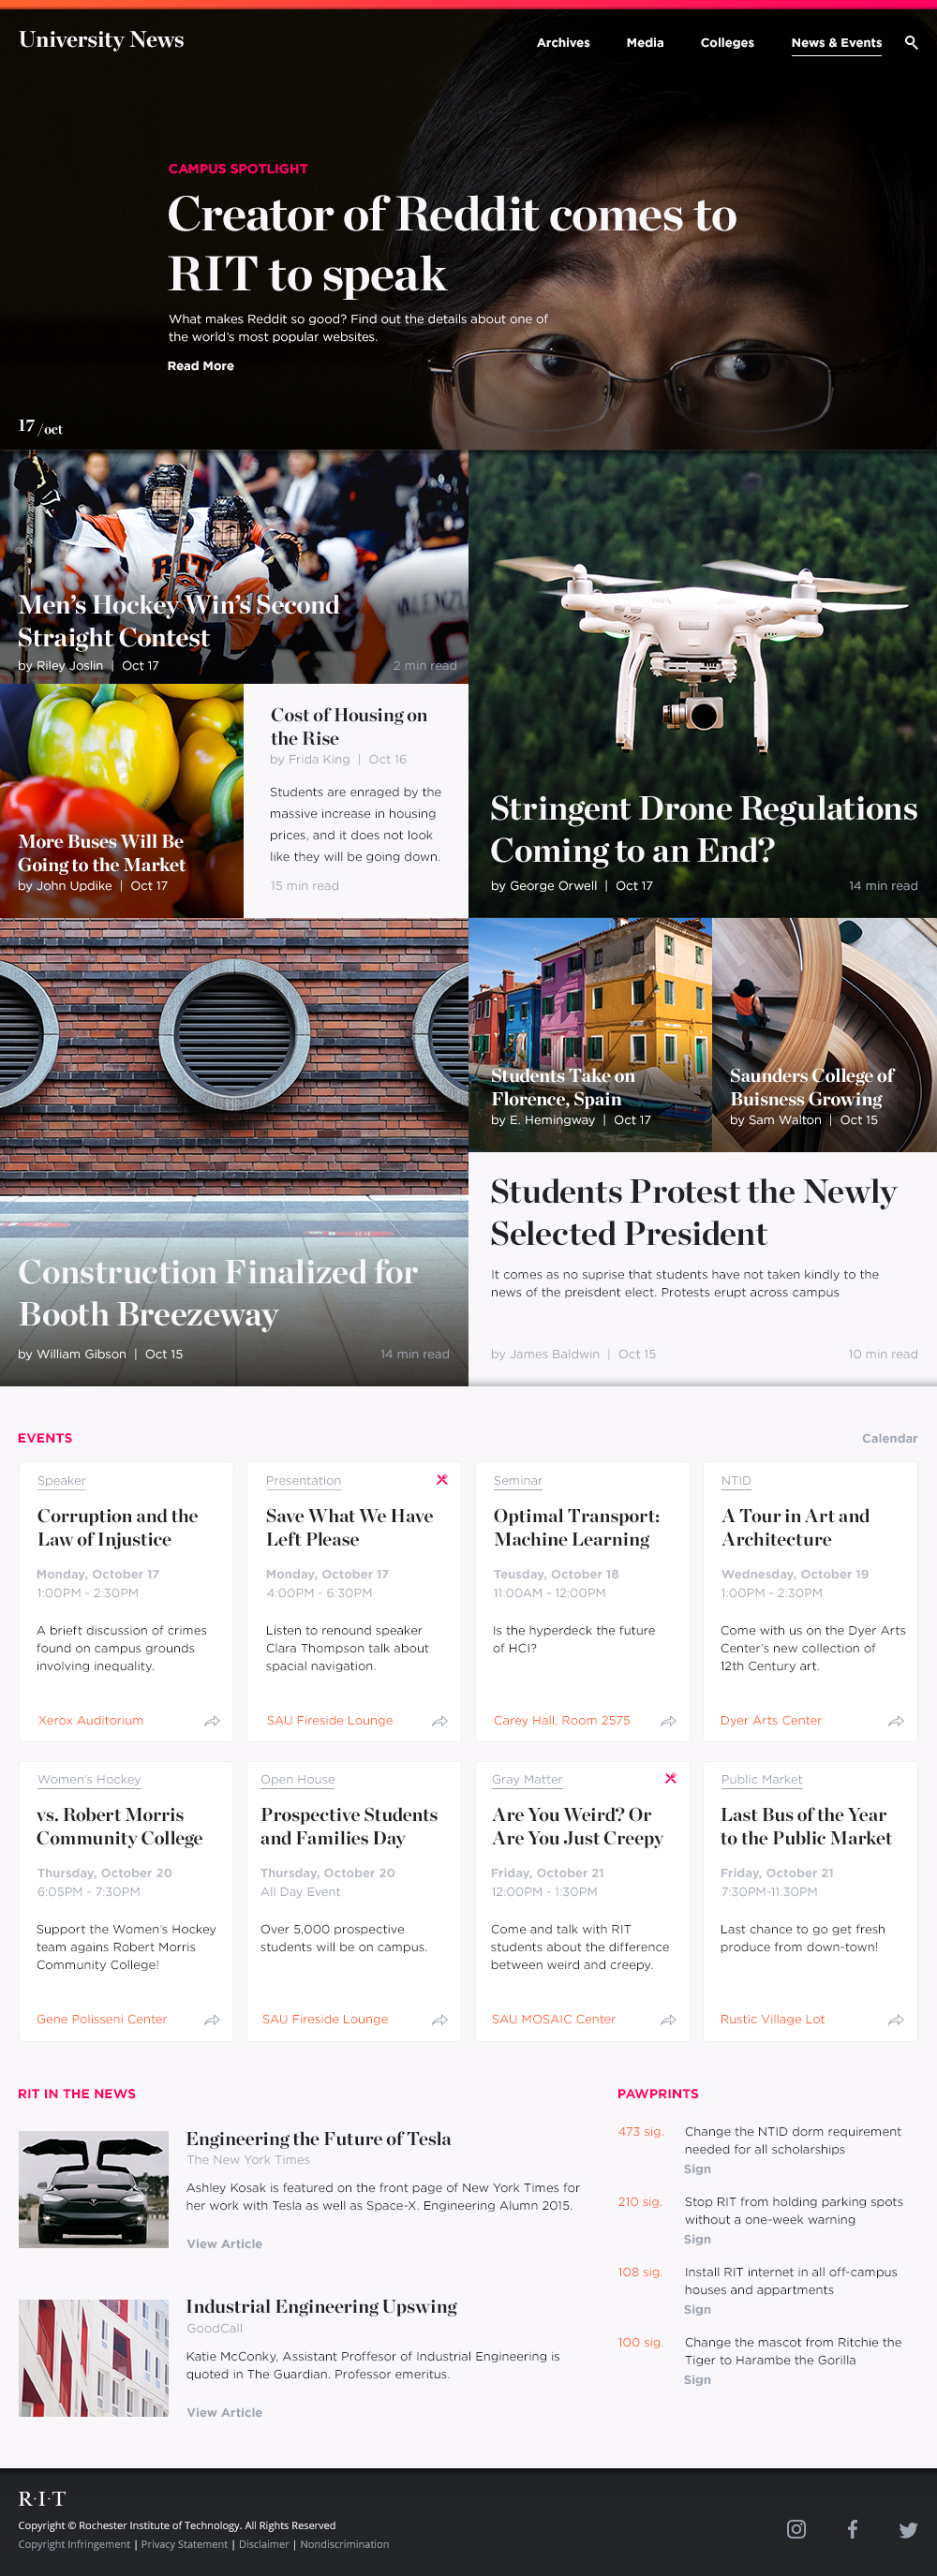 University News
Archives
Media
Colleges
News & Events
CAMPUS SPOTLIGHT
Creator of Reddit comes to
RIT to speak
What makes Reddit so good? Find out the details about one of
the world's most popular websites.
Read More
17 /oct
RIT
Men's Hockey Win's Second
Straight Contest
by Riley Joslin | Oct 17
2 min read
More Buses Will Be
Going to the Market
by John Updike | Oct 17
Cost of Housing on
the Rise
by Frida King | Oct 16
Students are enraged by the
massive increase in housing
prices, and it does not look
like they will be going down.
15 min read
Stringent Drone Regulations
Coming to an End?
by George Orwell | Oct 17
14 min read
Construction Finalized for
Booth Breezeway
by William Gibson | Oct 15
14 min read
Students Take on
Florence, Spain
by E. Hemingway | Oct 17
Saunders College of
Buisness Growing
by Sam Walton | Oct 15
Students Protest the Newly
Selected President
It comes as no suprise that students have not taken kindly to the
news of the preisdent elect. Protests erupt across campus
by James Baldwin | Oct 15
10 min read
EVENTS
Calendar
Speaker
Corruption and the
Law of Injustice
Monday, October 17
1:00PM - 2:30PM
A brieft discussion of crimes
found on campus grounds
involving inequality.
Xerox Auditorium
Presentation
Save What We Have
Left Please
Monday, October 17
4:00PM - 6:30PM
Listen to renound speaker
Clara Thompson talk about
spacial navigation.
SAU Fireside Lounge
Seminar
Optimal Transport:
Machine Learning
Teusday, October 18
11:00AM - 12:00PM
Is the hyperdeck the future
of HCI?
Carey Hall, Room 2575
NTID
A Tour in Art and
Architecture
Wednesday, October 19
1:00PM - 2:30PM
Come with us on the Dyer Arts
Center's new collection of
12th Century art.
Dyer Arts Center
Women's Hockey
vs. Robert Morris
Community College
Thursday, October 20
6:05PM - 7:30PM
Support the Women's Hockey
team agains Robert Morris
Community College!
Gene Polisseni Center
Open House
Prospective Students
and Families Day
Thursday, October 20
All Day Event
Over 5,000 prospective
students will be on campus.
SAU Fireside Lounge
Gray Matter
Are You Weird? Or
Are You Just Creepy
Friday, October 21
12:00PM - 1:30PM
Come and talk with RIT
students about the difference
between weird and creepy.
SAU MOSAIC Center
Public Market
Last Bus of the Year
to the Public Market
Friday, October 21
7:30PM-11:30PM
Last chance to go get fresh
produce from down-town!
Rustic Village Lot
RIT IN THE NEWS
Engineering the Future of Tesla
The New York Times
Ashley Kosak is featured on the front page of New York Times for
her work with Tesla as well as Space-X. Engineering Alumn 2015.
View Article
Industrial Engineering Upswing
GoodCall
Katie McConky, Assistant Proffesor of Industrial Engineering is
quoted in The Guardian. Professor emeritus.
View Article
PAWPRINTS
473 sig.
Change the NTID dorm requirement
needed for all scholarships
Sign
210 sig.
Stop RIT from holding parking spots
without a one-week warning
Sign
108 sig.
Install RIT internet in all off-campus
houses and appartments
Sign
100 sig.
Change the mascot from Ritchie the
Tiger to Harambe the Gorilla
Sign
R·I·T
Copyright © Rochester Institute of Technology. All Rights Reserved
Copyright Infringement | Privacy Statement | Disclaimer | Nondiscrimination